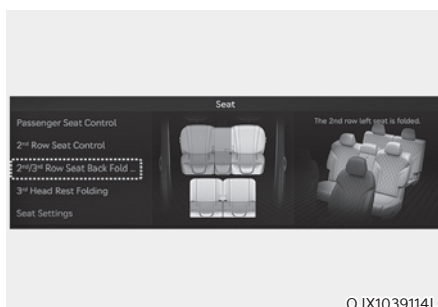 Seat
Passenger Seat Control
The 2nd row left seat is folded.
2nd Row Seat Control
2nd/3rd Row Seat Back Fold ...
3rd Head Rest Folding
Seat Settings
OJX1039114L